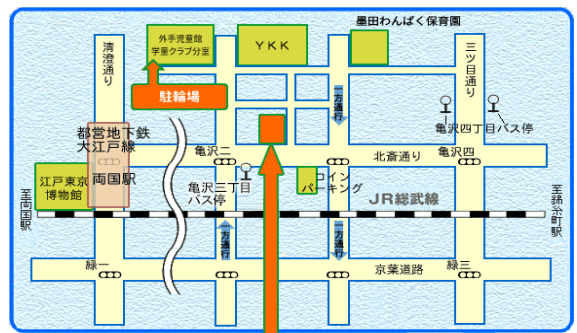 墨田わんぱく保育園
外手児童館
学童クラブ分室
YKK
清澄通り
三ツ目通り
駐輪場
一方通行
亀沢四丁目バス停
都営地下鉄
大江戸線
両国駅
亀沢二
北斎通り
亀沢四
江戸東京
博物館
亀沢三丁目
バス停
コイン
パーキング
JR総武線
至両国駅
至錦糸町駅
一方通行
一方通行
緑一
京葉道路
緑三